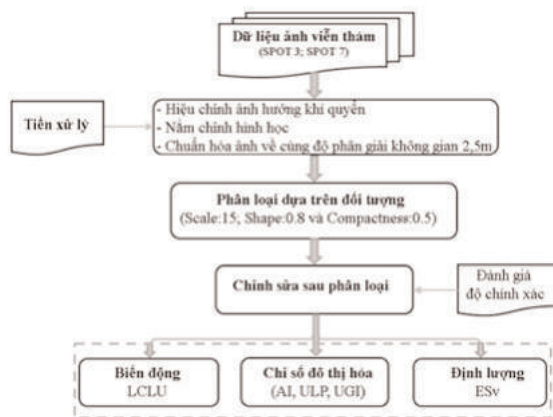 Dữ liệu ảnh viễn thám
(SPOT 3; SPOT 7)
Tiền xử lý
- Hiệu chỉnh ảnh hưởng khí quyển
- Nắm chỉnh hình học
- Chuẩn hóa ảnh về cùng độ phân giải không gian 2,5m
Phân loại dựa trên đối tượng
(Scale:15; Shape:0.8 và Compactness:0.5)
Chỉnh sửa sau phân loại
Đánh giá
độ chính xác
Biến động
LCLU
Chỉ số đô thị hóa
(AI, ULP, UGI)
Định lượng
ESv